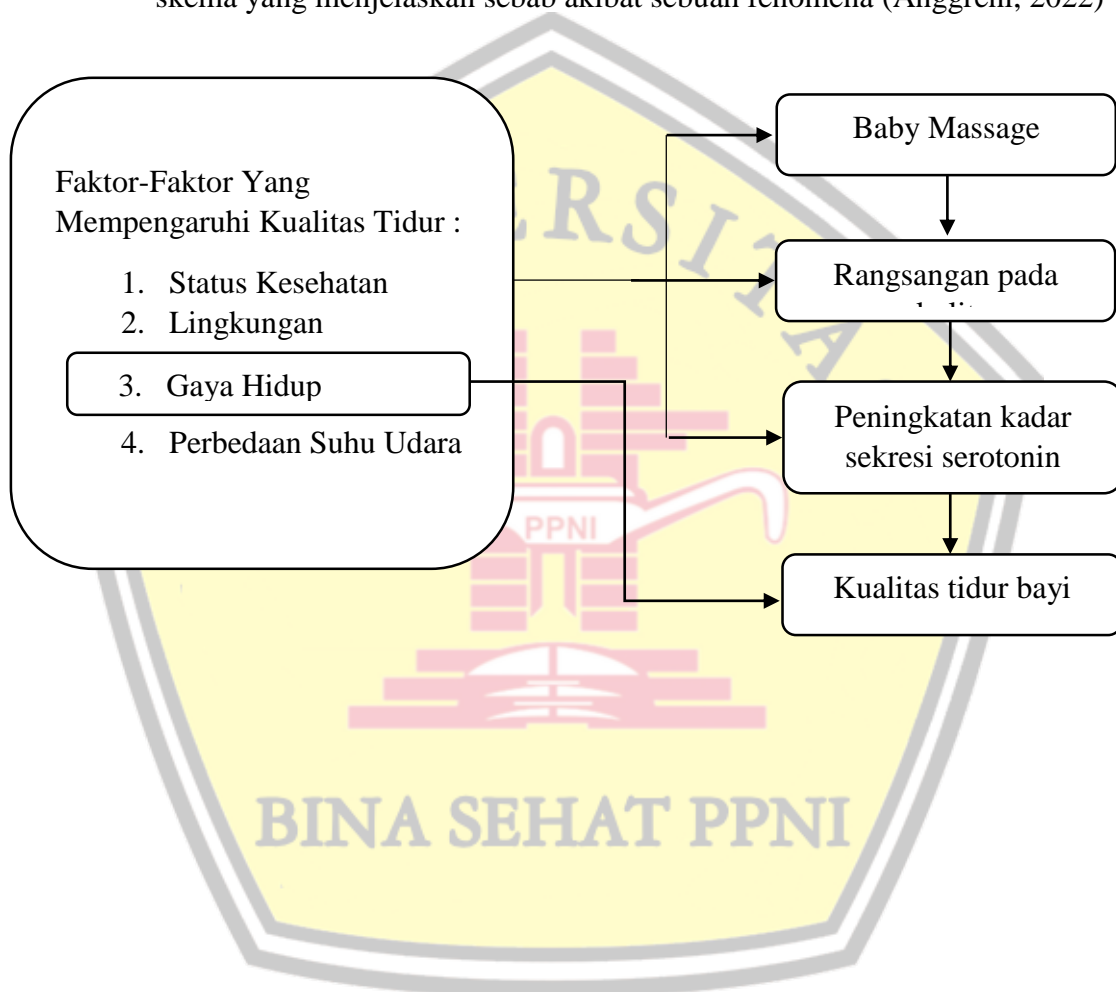 skema yang menjelaskan sebab akibat sebuah fenomena (Anggreni, 2022)
Faktor-Faktor Yang
Mempengaruhi Kualitas Tidur :
1. Status Kesehatan
2. Lingkungan
3. Gaya Hidup
4. Perbedaan Suhu Udara
Baby Massage
Rangsangan pada
Peningkatan kadar
sekresi serotonin
Kualitas tidur bayi
PPNI
BINA SEHAT PPNI